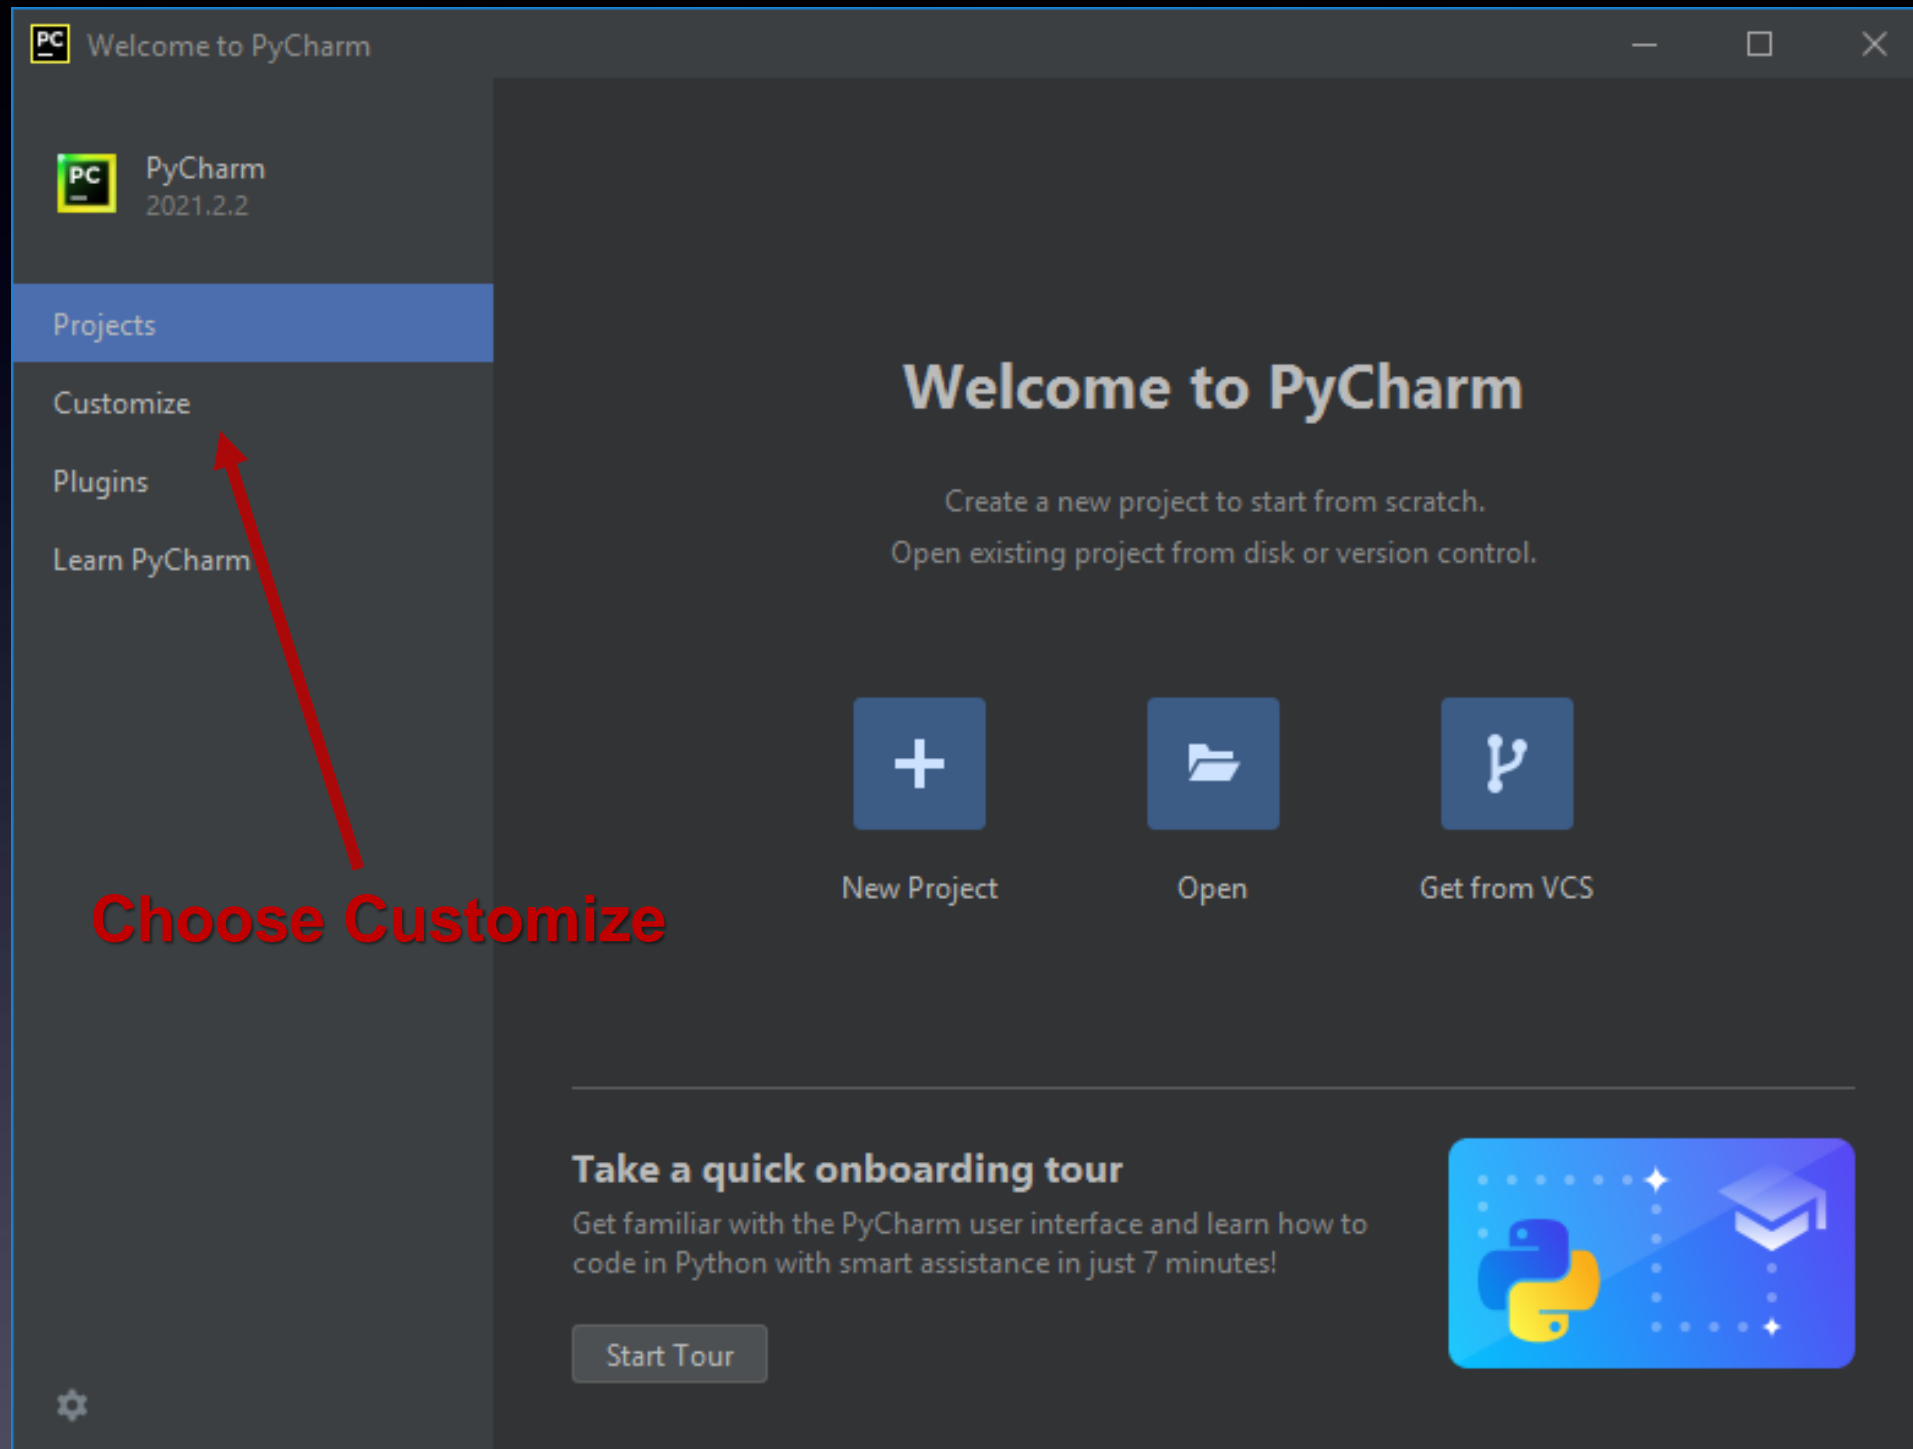 PC Welcome to PyCharm
PC
PyCharm
2021.2.2
Projects
Customize
Plugins
Learn PyCharm
Choose Customize
Welcome to PyCharm
Create a new project to start from scratch.
Open existing project from disk or version control.
New Project
Open
Get from VCS
Take a quick onboarding tour
Get familiar with the PyCharm user interface and learn how to
code in Python with smart assistance in just 7 minutes!
Start Tour